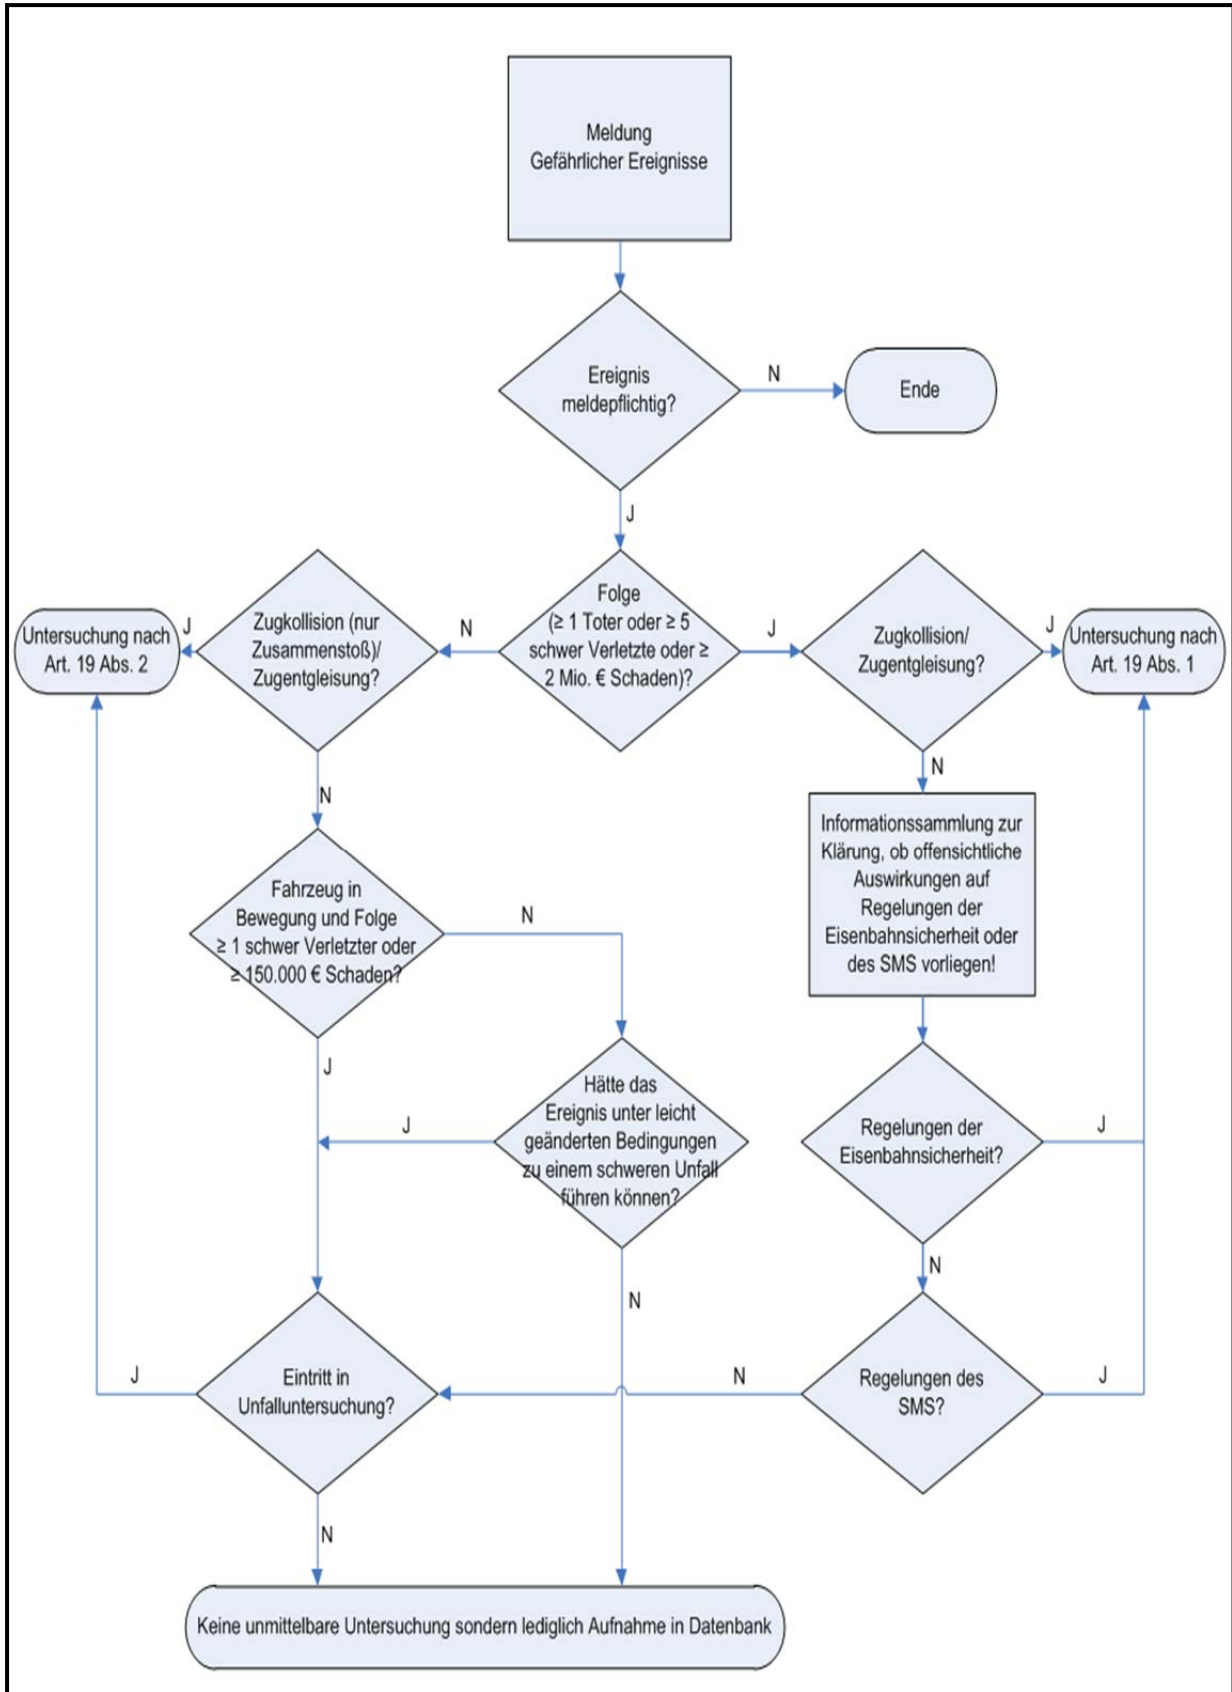 Meldung
Gefährlicher Ereignisse
Ereignis
meldepflichtig?
N
Ende
J
Folge
(≥ 1 Toter oder ≥ 5
schwer Verletzte oder ≥
2 Mio. € Schaden)?
N
J
Zugkollision (nur
Zusammenstoß)/
Zugentgleisung?
J
Untersuchung nach
Art. 19 Abs. 2
Zugkollision/
Zugentgleisung?
J
Untersuchung nach
Art. 19 Abs. 1
N
N
Informationssammlung zur
Klärung, ob offensichtliche
Auswirkungen auf
Regelungen der
Eisenbahnsicherheit oder
des SMS vorliegen!
Fahrzeug in
Bewegung und Folge
≥ 1 schwer Verletzter oder
≥ 150.000 € Schaden?
N
J
Hätte das
Ereignis unter leicht
geänderten Bedingungen
zu einem schweren Unfall
führen können?
J
N
Regelungen der
Eisenbahnsicherheit?
J
N
Regelungen des
SMS?
J
N
Eintritt in
Unfalluntersuchung?
J
N
Keine unmittelbare Untersuchung sondern lediglich Aufnahme in Datenbank